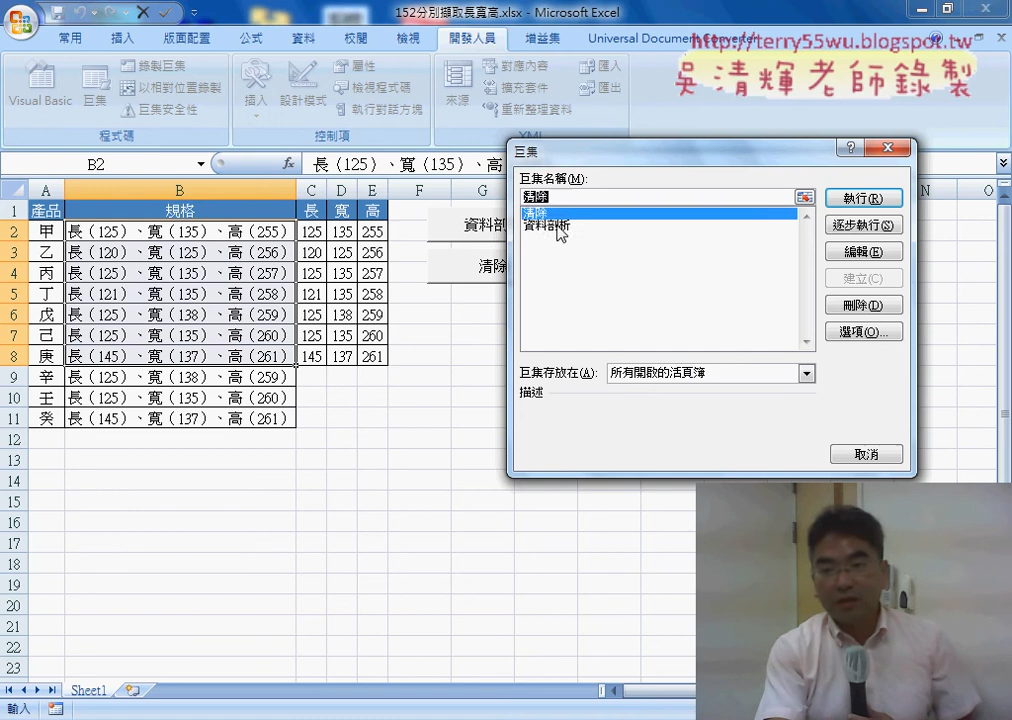 152分別擷取長寬高.xlsx - Microsoft Excel
常用 插入 版面配置 公式 資料 校閱 檢視 開發人員 增益集 Universal Document Converter
http://terry55wu.blogspot.tw
吳清輝老師錄製
Visual Basic 巨集 錄製巨集 以相對位置錄製 巨集安全性
程式碼
插入 設計模式 屬性 檢視程式碼 執行對話方塊
控制項
來源 對應內容 擴充套件 重新整理資料 匯入 匯出
XML
B2 fx 長（125）、寬（135）、高
A B C D E F G N O
1 產品 規格 長 寬 高
2 甲 長（125）、寬（135）、高（255） 125 135 255
3 乙 長（120）、寬（125）、高（256） 120 125 256
4 丙 長（125）、寬（135）、高（257） 125 135 257
5 丁 長（121）、寬（135）、高（258） 121 135 258
6 戊 長（125）、寬（138）、高（259） 125 138 259
7 己 長（125）、寬（135）、高（260） 125 135 260
8 庚 長（145）、寬（137）、高（261） 145 137 261
9 辛 長（125）、寬（138）、高（259）
10 壬 長（125）、寬（135）、高（260）
11 癸 長（145）、寬（137）、高（261）
12
13
14
15
16
17
18
19
20
21
22
23
資料剖
清除
巨集
巨集名稱(M):
清除
清除
資料剖析
執行(R)
逐步執行(S)
編輯(E)
建立(C)
刪除(D)
選項(O)...
巨集存放在(A): 所有開啟的活頁簿
描述
取消
Sheet1
輸入